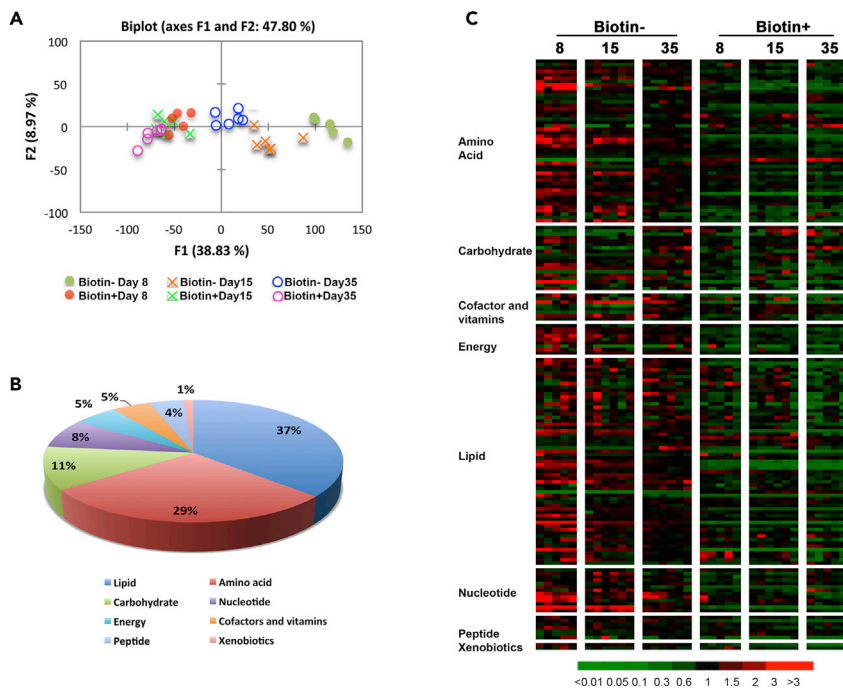 A
Biplot (axes F1 and F2: 47.80 %)
100
50
0
-50
-100
F2 (8.97 %)
-150 -100 -50 0 50 100 150
F1 (38.83 %)
Biotin- Day 8 Biotin- Day15 Biotin- Day35
Biotin+Day 8 Biotin+Day15 Biotin+Day35
B
1%
5% 5% 4%
37%
8%
11%
29%
Lipid Amino acid
Carbohydrate Nucleotide
Energy Cofactors and vitamins
Peptide Xenobiotics
C
Biotin- Biotin+
8 15 35 8 15 35
Amino
Acid
Carbohydrate
Cofactor and
vitamins
Energy
Lipid
Nucleotide
Peptide
Xenobiotics
<0.01 0.05 0.1 0.3 0.6 1 1.5 2 3 >3